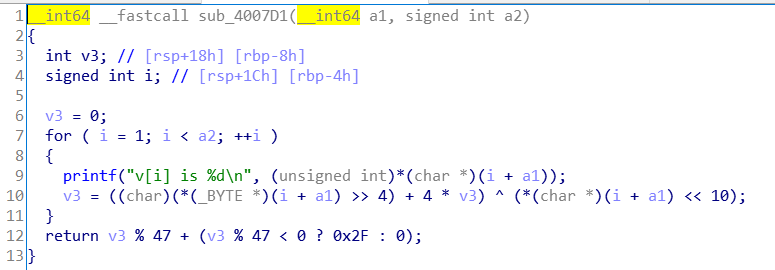 1 __int64 __fastcall sub_4007D1(__int64 a1, signed int a2)
2 {
3 int v3; // [rsp+18h] [rbp-8h]
4 signed int i; // [rsp+1Ch] [rbp-4h]
5
6 v3 = 0;
7 for ( i = 1; i < a2; ++i )
8 {
9 printf("v[i] is %d\n", (unsigned int)*(char *)(i + a1));
10 v3 = ((char)(*(_BYTE *)(i + a1) >> 4) + 4 * v3) ^ (*(char *)(i + a1) << 10);
11 }
12 return v3 % 47 + (v3 % 47 < 0 ? 0x2F : 0);
13 }